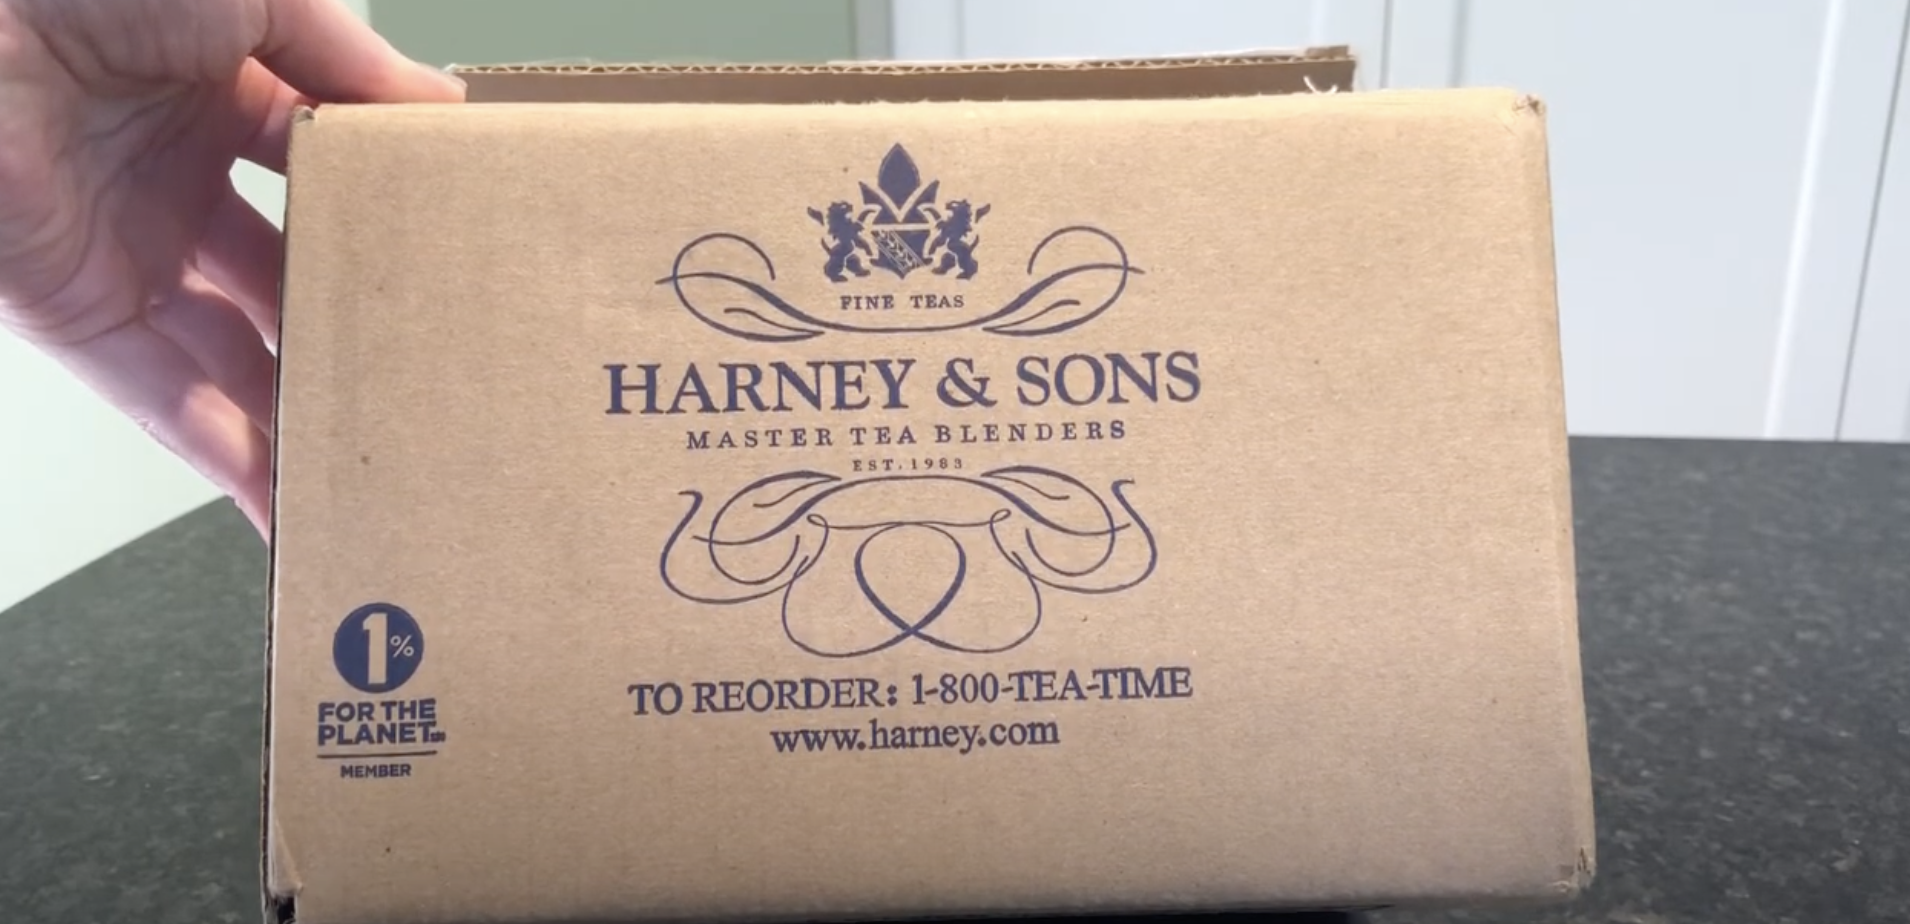 FINE TEAS
HARNEY & SONS
MASTER TEA BLENDERS
EST. 1983
1%
FOR THE
PLANET
MEMBER
TO REORDER: 1-800-TEA-TIME
www.harney.com